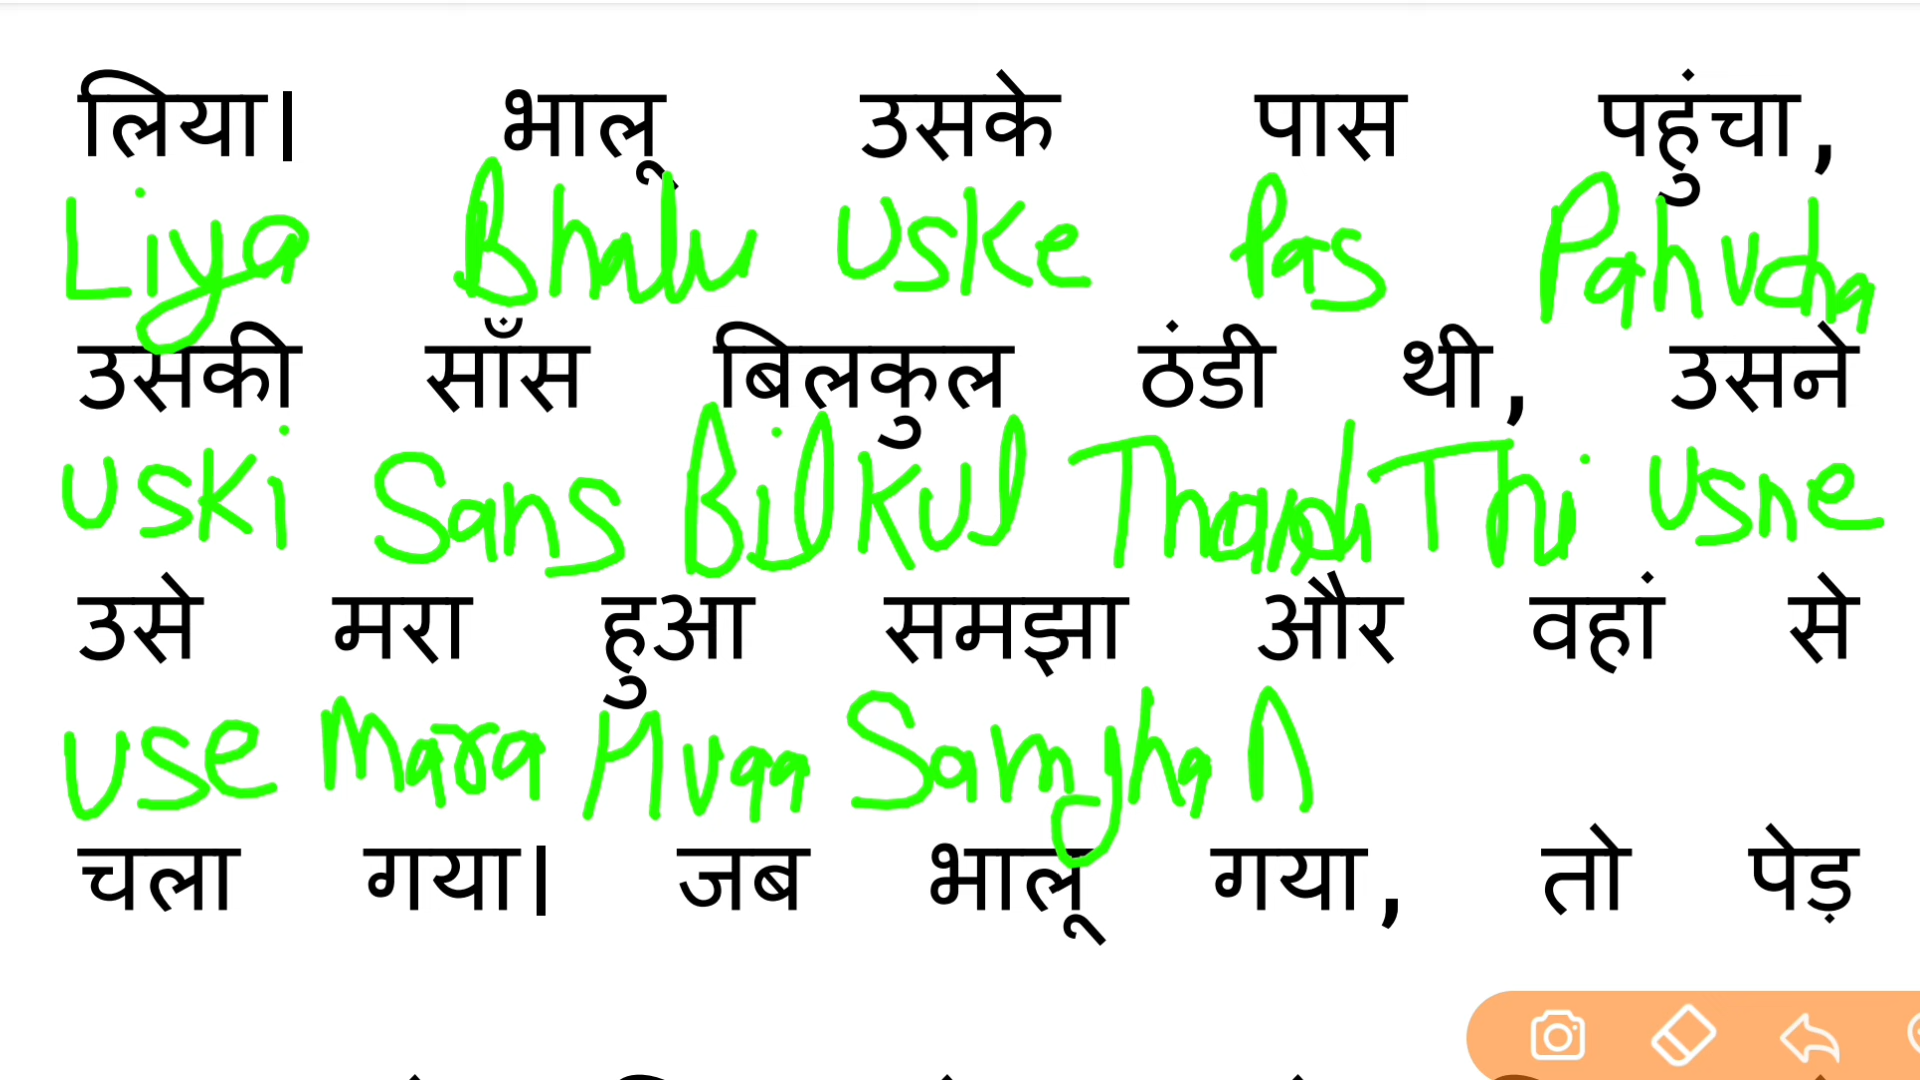 लिया। भालू उसके पास पहुंचा,
Liya Bhalu Uske Pas Pahucha
उसकी साँस बिलकुल ठंडी थी, उसने
Uski Sans Bilkul Thandi Thi Usne
उसे मरा हुआ समझा और वहां से
Use Mara Huaa Samjha A
चला गया। जब भालू गया, तो पेड़